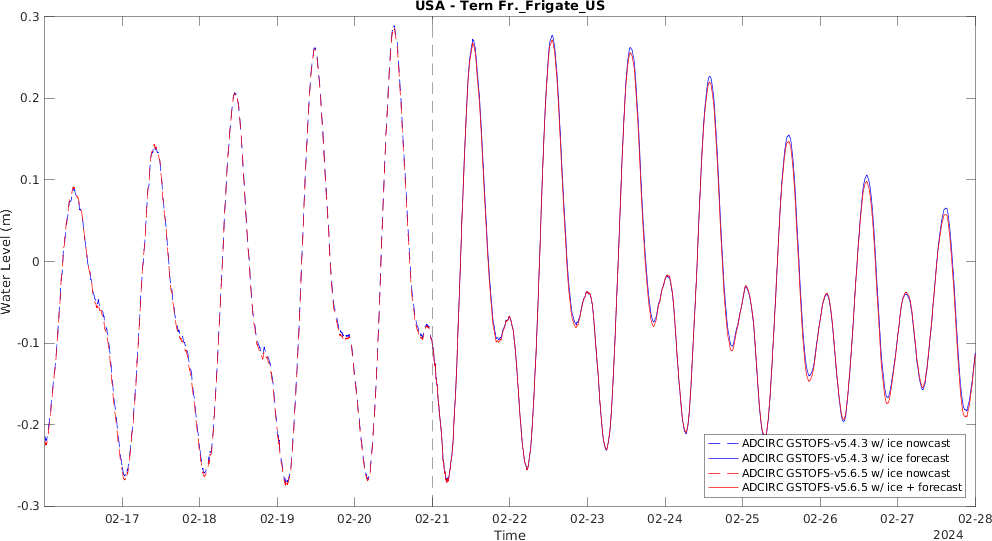 USA - Tern Fr._Frigate_US
0.3
0.2
0.1
0
-0.1
-0.2
-0.3
Water Level (m)
02-17 02-18 02-19 02-20 02-21 02-22 02-23 02-24 02-25 02-26 02-27 02-28
Time
2024
ADCIRC GSTOFS-v5.4.3 w/ ice nowcast
ADCIRC GSTOFS-v5.4.3 w/ ice forecast
ADCIRC GSTOFS-v5.6.5 w/ ice nowcast
ADCIRC GSTOFS-v5.6.5 w/ ice + forecast